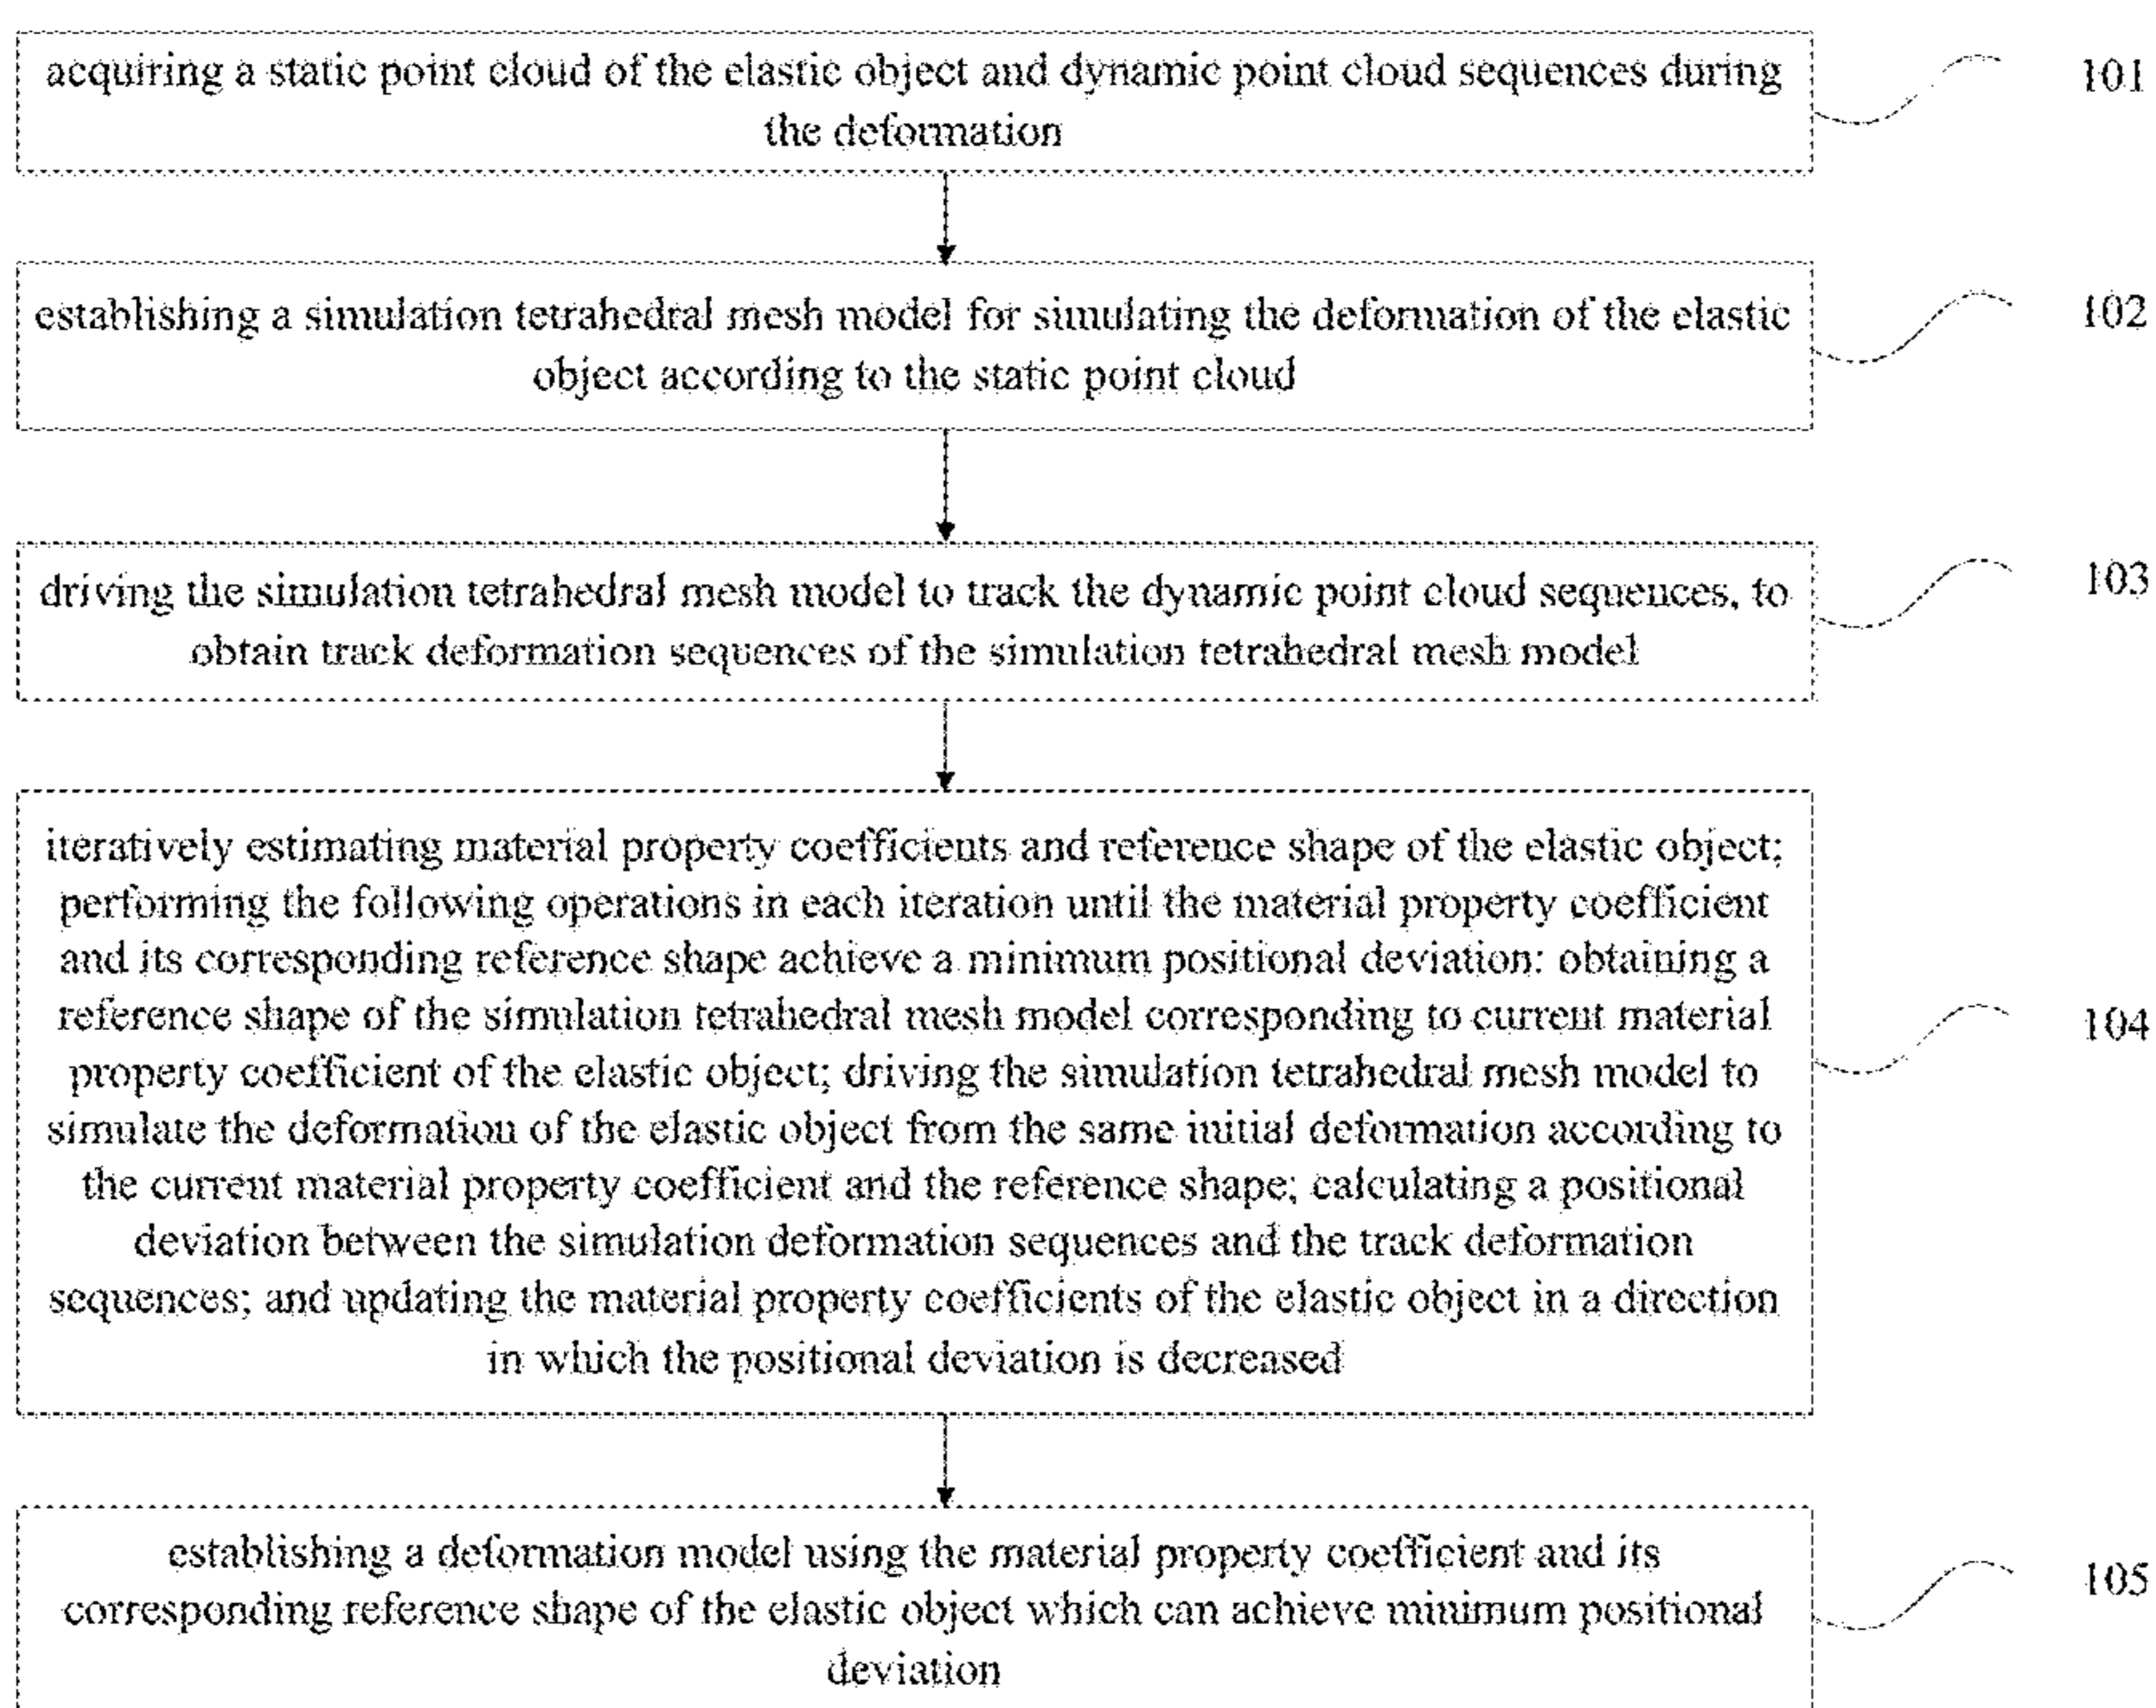 acquiring a static point cloud of the elastic object and dynamic point cloud sequences during
the deformation
101
establishing a simulation tetrahedral mesh model for simulating the deformation of the elastic
object according to the static point cloud
102
driving the simulation tetrahedral mesh model to track the dynamic point cloud sequences, to
obtain track deformation sequences of the simulation tetrahedral mesh model
103
iteratively estimating material property coefficients and reference shape of the elastic object;
performing the following operations in each iteration until the material property coefficient
and its corresponding reference shape achieve a minimum positional deviation: obtaining a
reference shape of the simulation tetrahedral mesh model corresponding to current material
property coefficient of the elastic object; driving the simulation tetrahedral mesh model to
simulate the deformation of the elastic object from the same initial deformation according to
the current material property coefficient and the reference shape; calculating a positional
deviation between the simulation deformation sequences and the track deformation
sequences; and updating the material property coefficients of the elastic object in a direction
in which the positional deviation is decreased
104
establishing a deformation model using the material property coefficient and its
corresponding reference shape of the elastic object which can achieve minimum positional
deviation
105